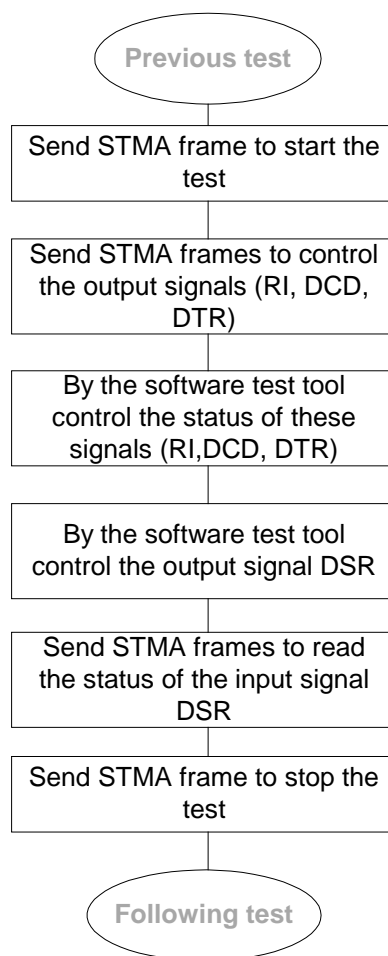 Previous test
Send STMA frame to start the
test
Send STMA frames to control
the output signals (RI, DCD,
DTR)
By the software test tool
control the status of these
signals (RI,DCD, DTR)
By the software test tool
control the output signal DSR
Send STMA frames to read
the status of the input signal
DSR
Send STMA frame to stop the
test
Following test